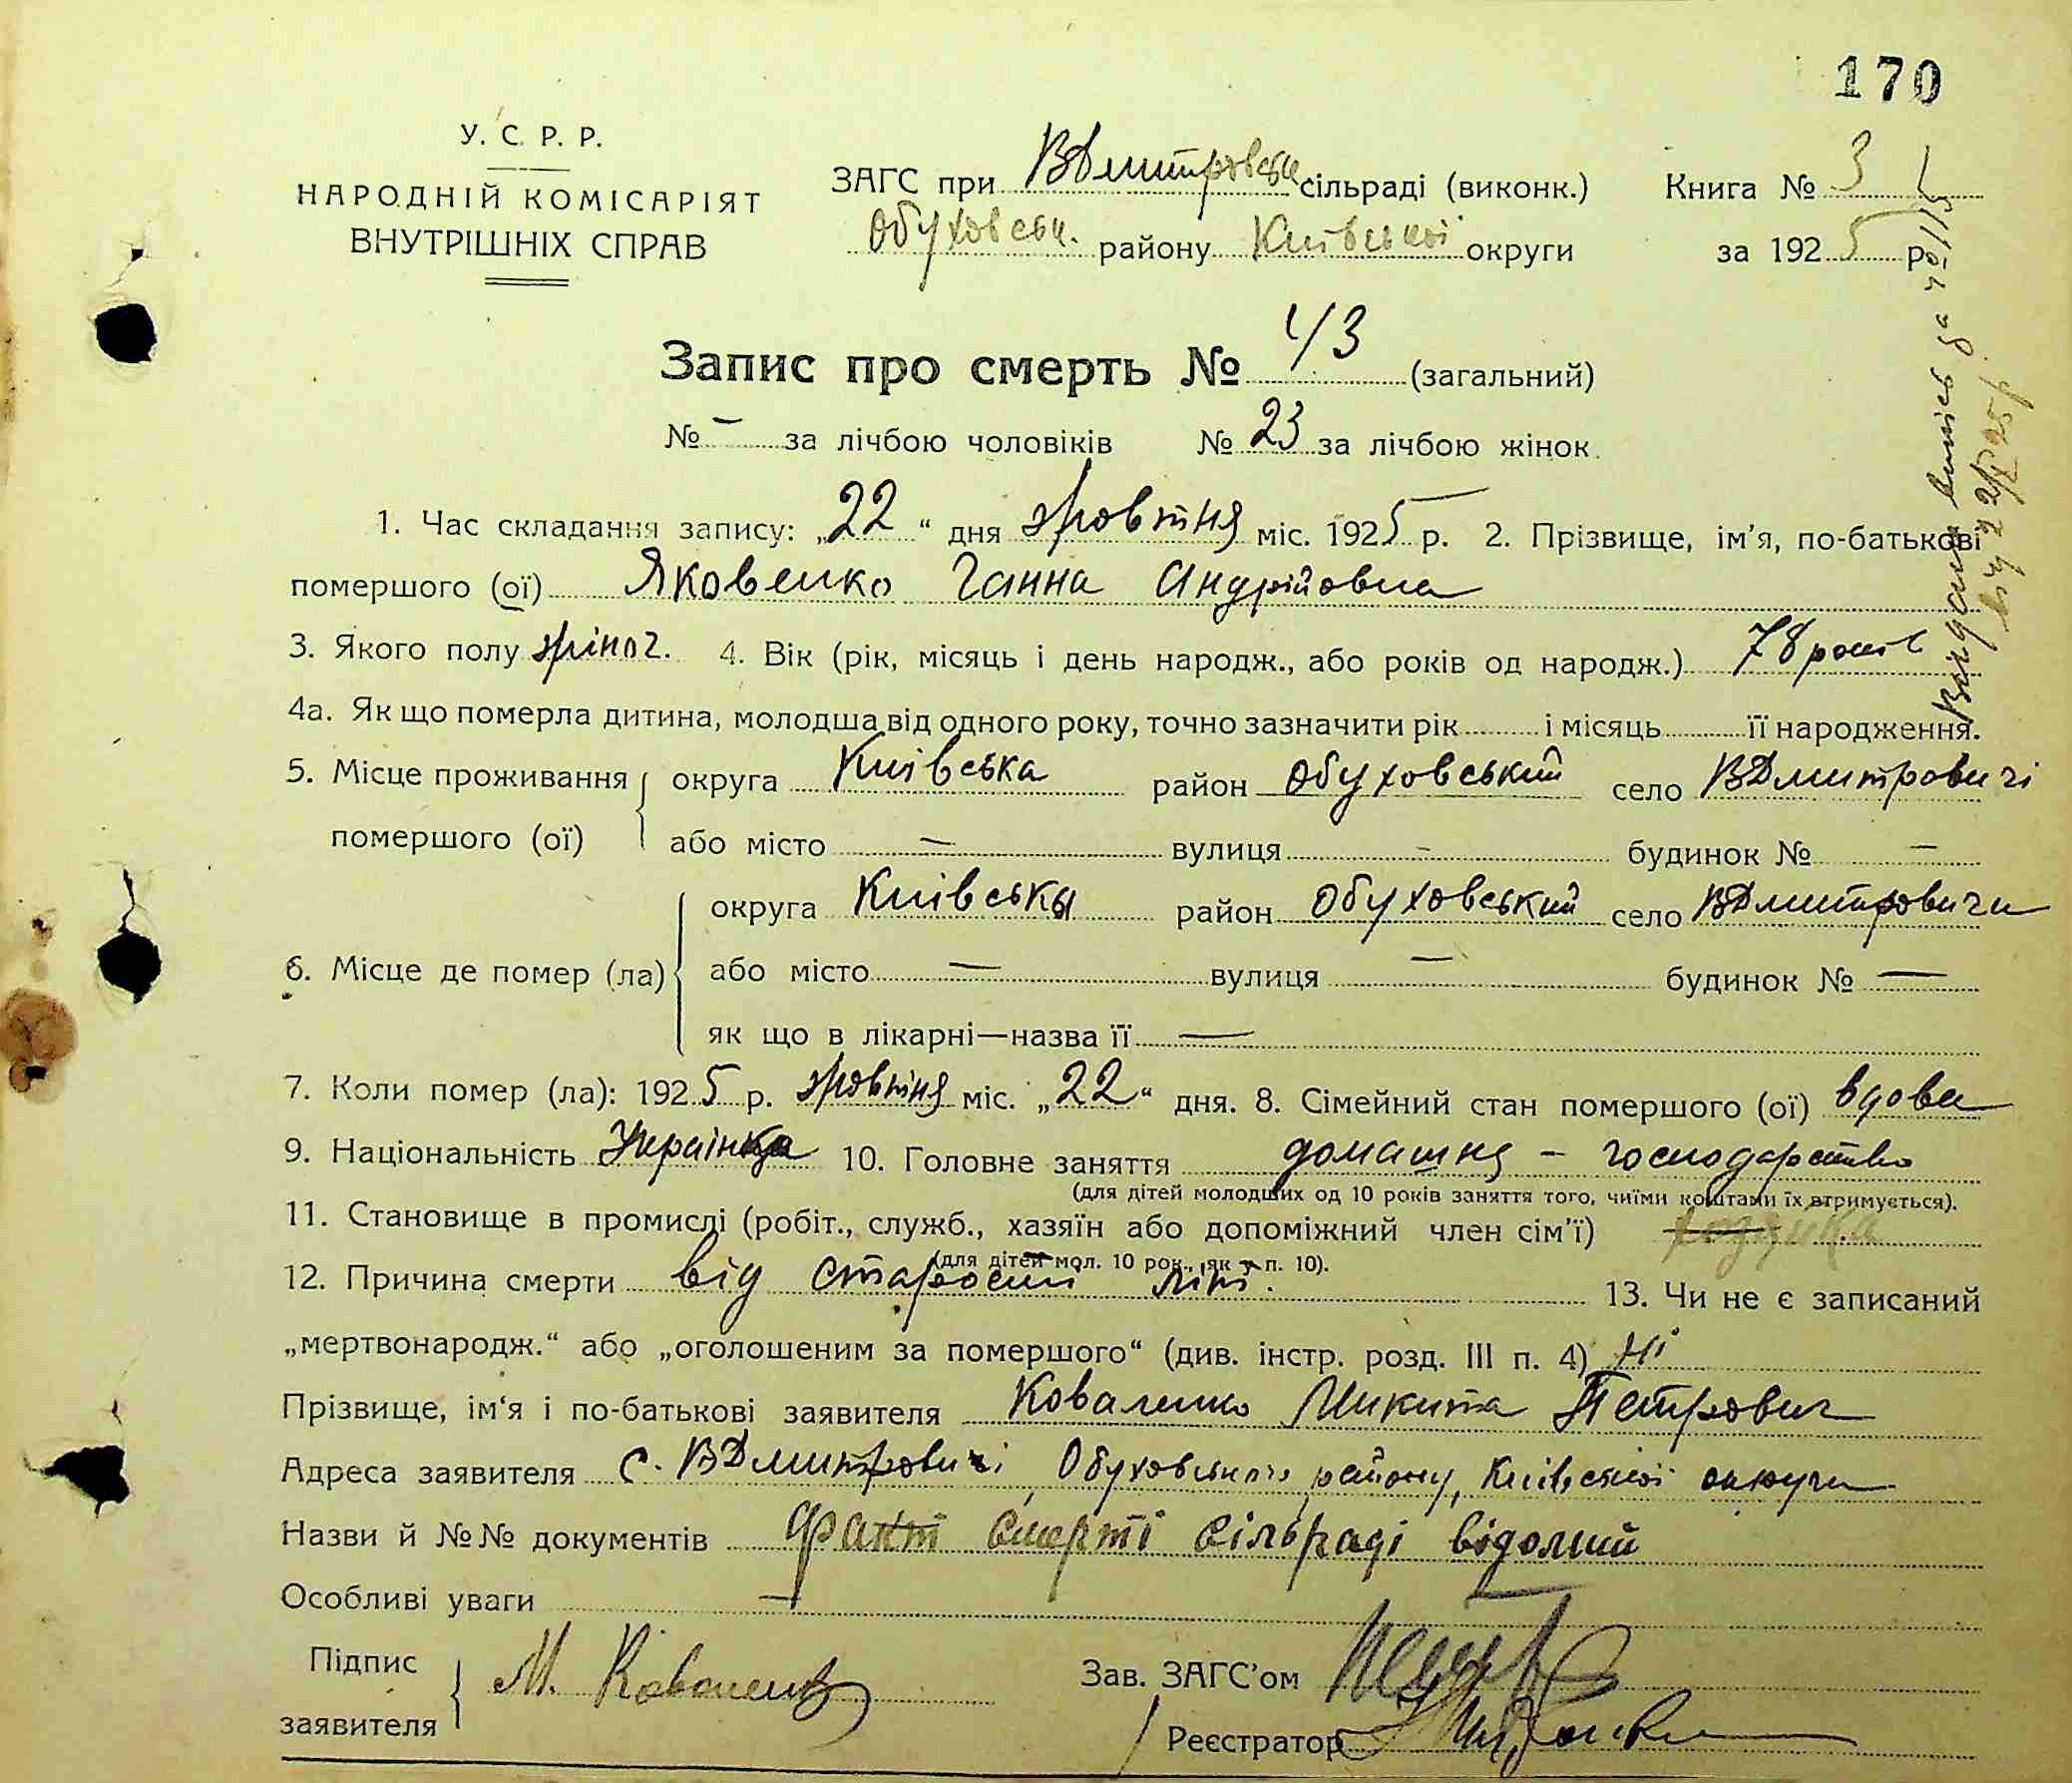 170
У. С. Р. Р.
НАРОДНІЙ КОМІСАРІЯТ
ВНУТРІШНІХ СПРАВ
ЗАГС при ВДмитровськ сільраді (виконк.)
Обуховськ. району Київської округи
Книга № 3
за 1925 р.
Запис про смерть № 43 (загальний)
№ – за лічбою чоловіків № 23 за лічбою жінок.
1. Час складання запису: „22“ дня жовтня міс. 1925 р. 2. Прізвище, ім'я, по-батькові
помершого (ої) Яковенко Ганна Андрійовна
3. Якого полу жіноч. 4. Вік (рік, місяць і день народж., або років од народж.) 78 років
4а. Як що померла дитина, молодша від одного року, точно зазначити рік і місяць її народження.
5. Місце проживання округа Київська район Обуховський село ВДмитровичі
помершого (ої) або місто — вулиця - будинок № —
округа Київська район Обуховський село ВДмитровичи
6. Місце де помер (ла) або місто — вулиця — будинок № —
як що в лікарні—назва її —
7. Коли помер (ла): 1925 р. жовтня міс. „22“ дня. 8. Сімейний стан помершого (ої) вдова
9. Національність Українка 10. Головне заняття домашня - господарство
(для дітей молодших од 10 років заняття того, чиїми коштами їх втримується).
11. Становище в промислі (робіт., служб., хазяїн або допоміжний член сім'ї)
(для дітей мол. 10 рок., як у п. 10).
12. Причина смерти від старости літ. 13. Чи не є записаний
„мертвонародж.“ або „оголошеним за помершого“ (див. інстр. розд. III п. 4) Ні
Прізвище, ім'я і по-батькові заявителя Коваленко Микита Петрович
Адреса заявителя с. ВДмитровичі Обуховського району, Київської округи
Назви й №№ документів Факт смерті сільраді відомий
Особливі уваги —
Підпис
заявителя М. Коваленко
Зав. ЗАГС'ом
Реєстратор